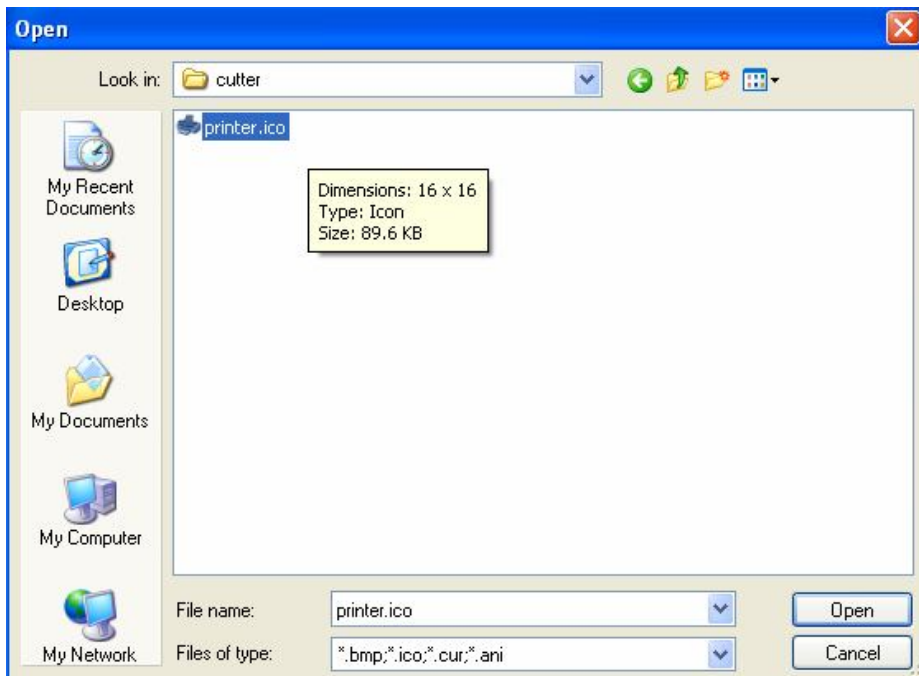 Open
Look in:
cutter
printer.ico
Dimensions: 16 x 16
Type: Icon
Size: 89.6 KB
My Recent
Documents
Desktop
My Documents
My Computer
My Network
File name:
printer.ico
Open
Files of type:
*.bmp;*.ico;*.cur;*.ani
Cancel